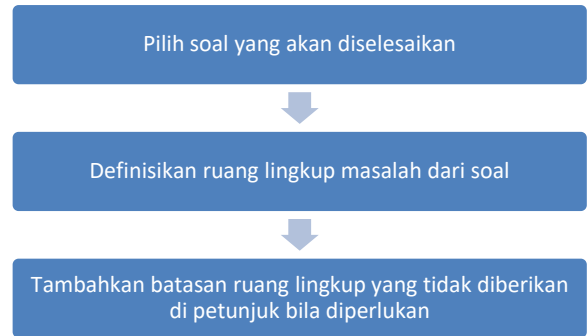 Pilih soal yang akan diselesaikan
Definisikan ruang lingkup masalah dari soal
Tambahkan batasan ruang lingkup yang tidak diberikan
di petunjuk bila diperlukan